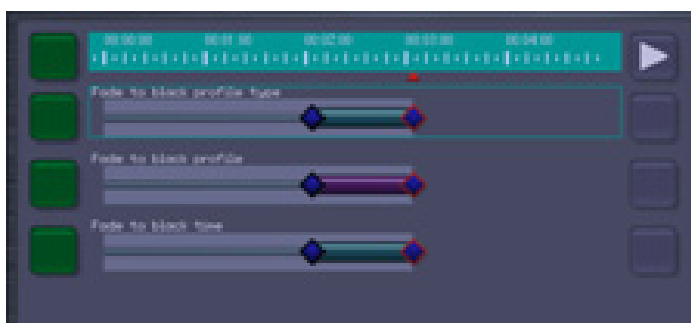 00:00:00 00:01:00 00:02:00 00:03:00 00:04:00
Fade to black profile type
Fade to black profile
Fade to black time